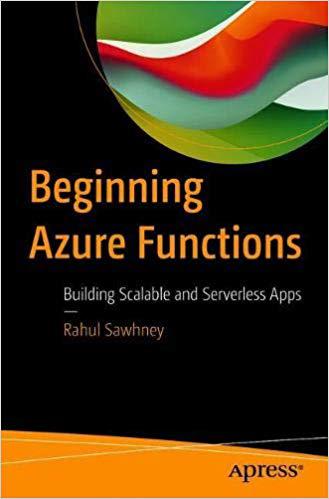 Beginning
Azure Functions
Building Scalable and Serverless Apps
—
Rahul Sawhney
Apress®